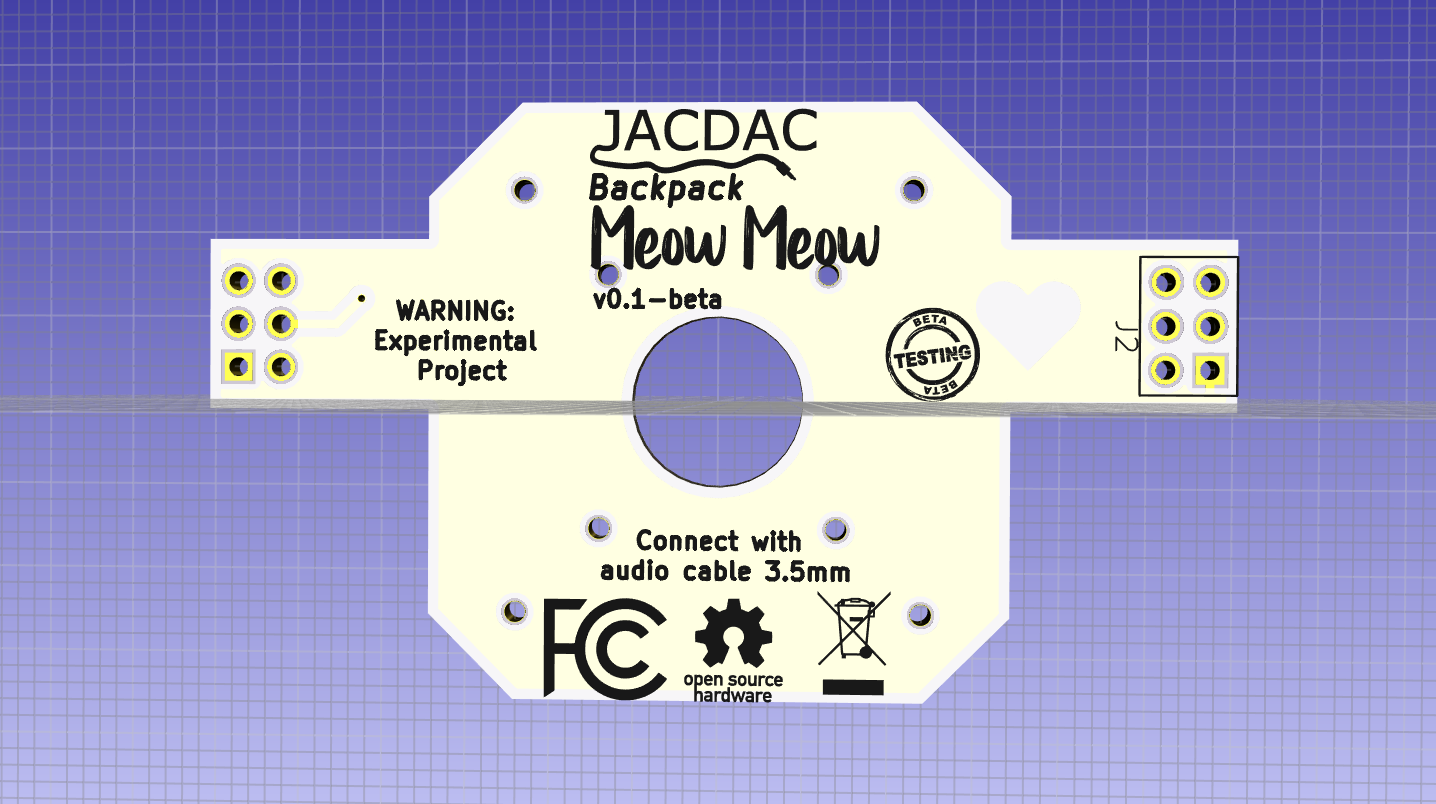 JACDAC
Backpack
Meow Meow
v0.1-beta
WARNING:
Experimental
Project
BETA
TESTING
BETA
J2
Connect with
audio cable 3.5mm
FC
open source
hardware